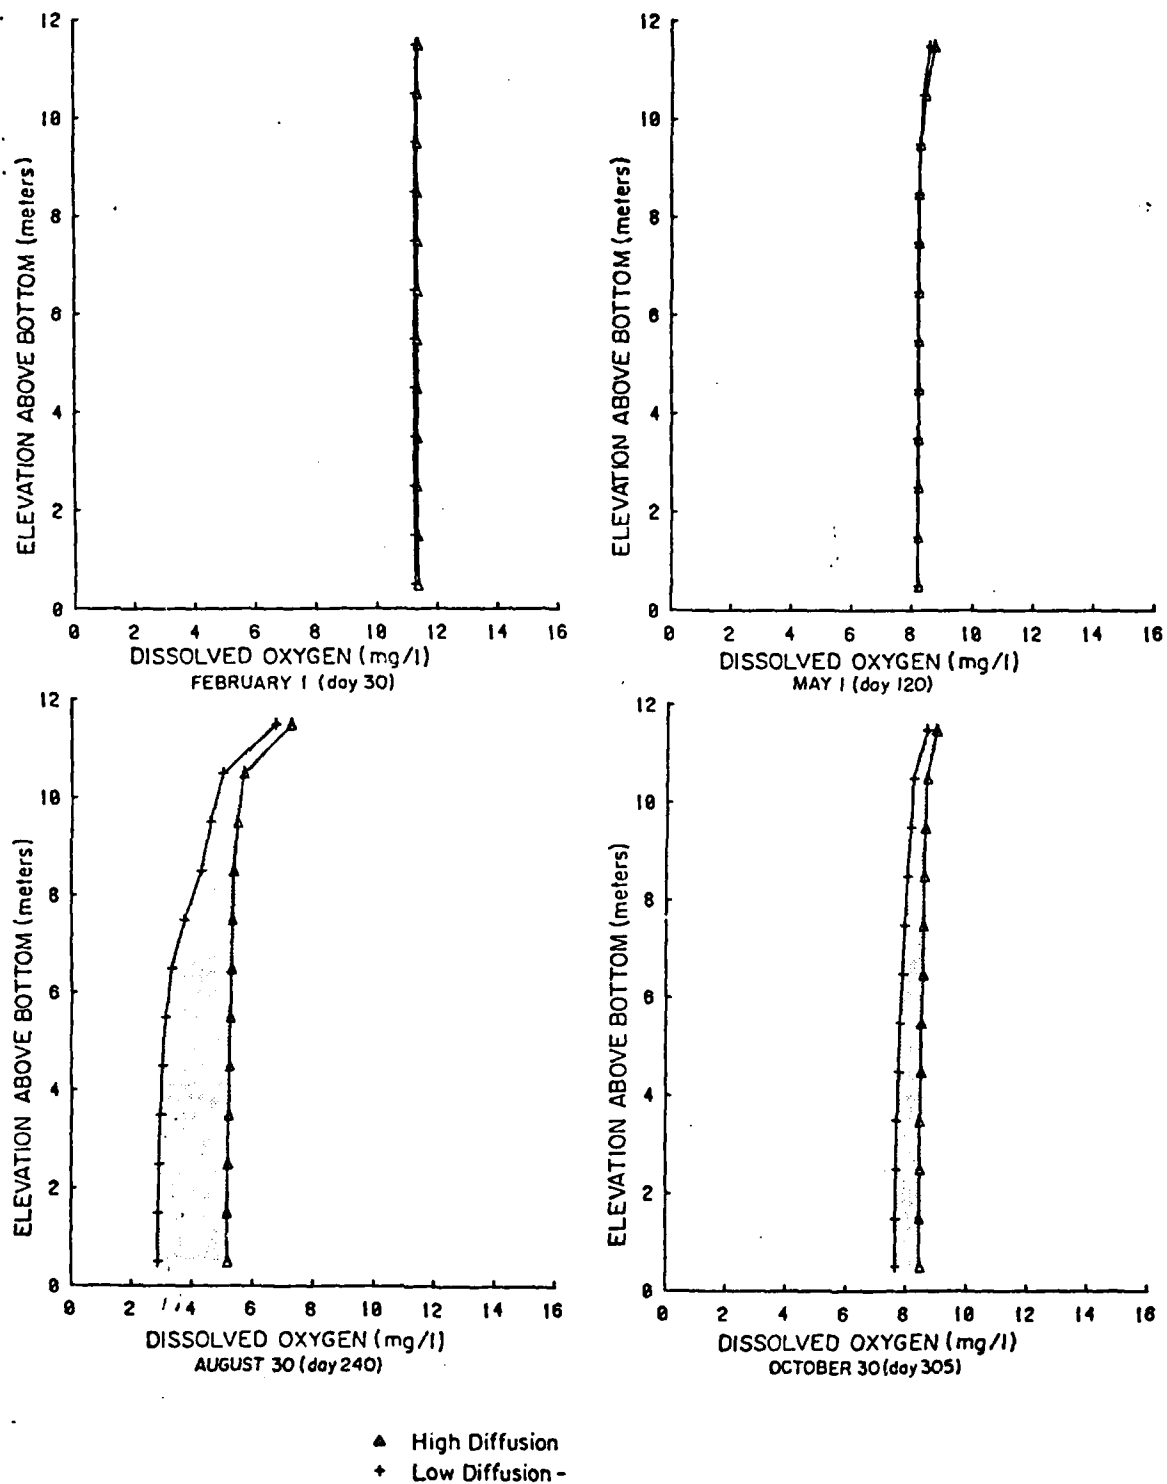 12
10
8
6
4
2
0
ELEVATION ABOVE BOTTOM (meters)
0 2 4 6 8 10 12 14 16
DISSOLVED OXYGEN (mg/l)
FEBRUARY 1 (day 30)
12
10
8
6
4
2
0
ELEVATION ABOVE BOTTOM (meters)
0 2 4 6 8 10 12 14 16
DISSOLVED OXYGEN (mg/l)
MAY 1 (day 120)
12
10
8
6
4
2
0
ELEVATION ABOVE BOTTOM (meters)
0 2 4 6 8 10 12 14 16
DISSOLVED OXYGEN (mg/l)
AUGUST 30 (day 240)
12
10
8
6
4
2
0
ELEVATION ABOVE BOTTOM (meters)
0 2 4 6 8 10 12 14 16
DISSOLVED OXYGEN (mg/l)
OCTOBER 30 (day 305)
▲ High Diffusion
+ Low Diffusion -